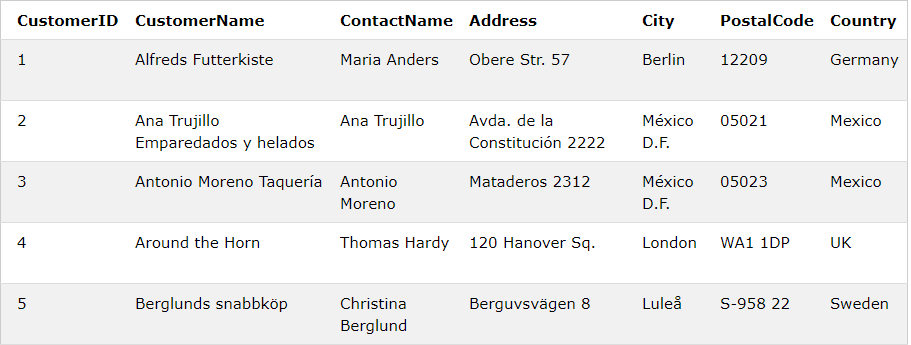 CustomerID CustomerName ContactName Address City PostalCode Country
1 Alfreds Futterkiste Maria Anders Obere Str. 57 Berlin 12209 Germany
2 Ana Trujillo Ana Trujillo Avda. de la México 05021 Mexico
Emparedados y helados Constitución 2222 D.F.
3 Antonio Moreno Taquería Antonio Mataderos 2312 México 05023 Mexico
Moreno D.F.
4 Around the Horn Thomas Hardy 120 Hanover Sq. London WA1 1DP UK
5 Berglunds snabbköp Christina Berguvsvägen 8 Luleå S-958 22 Sweden
Berglund